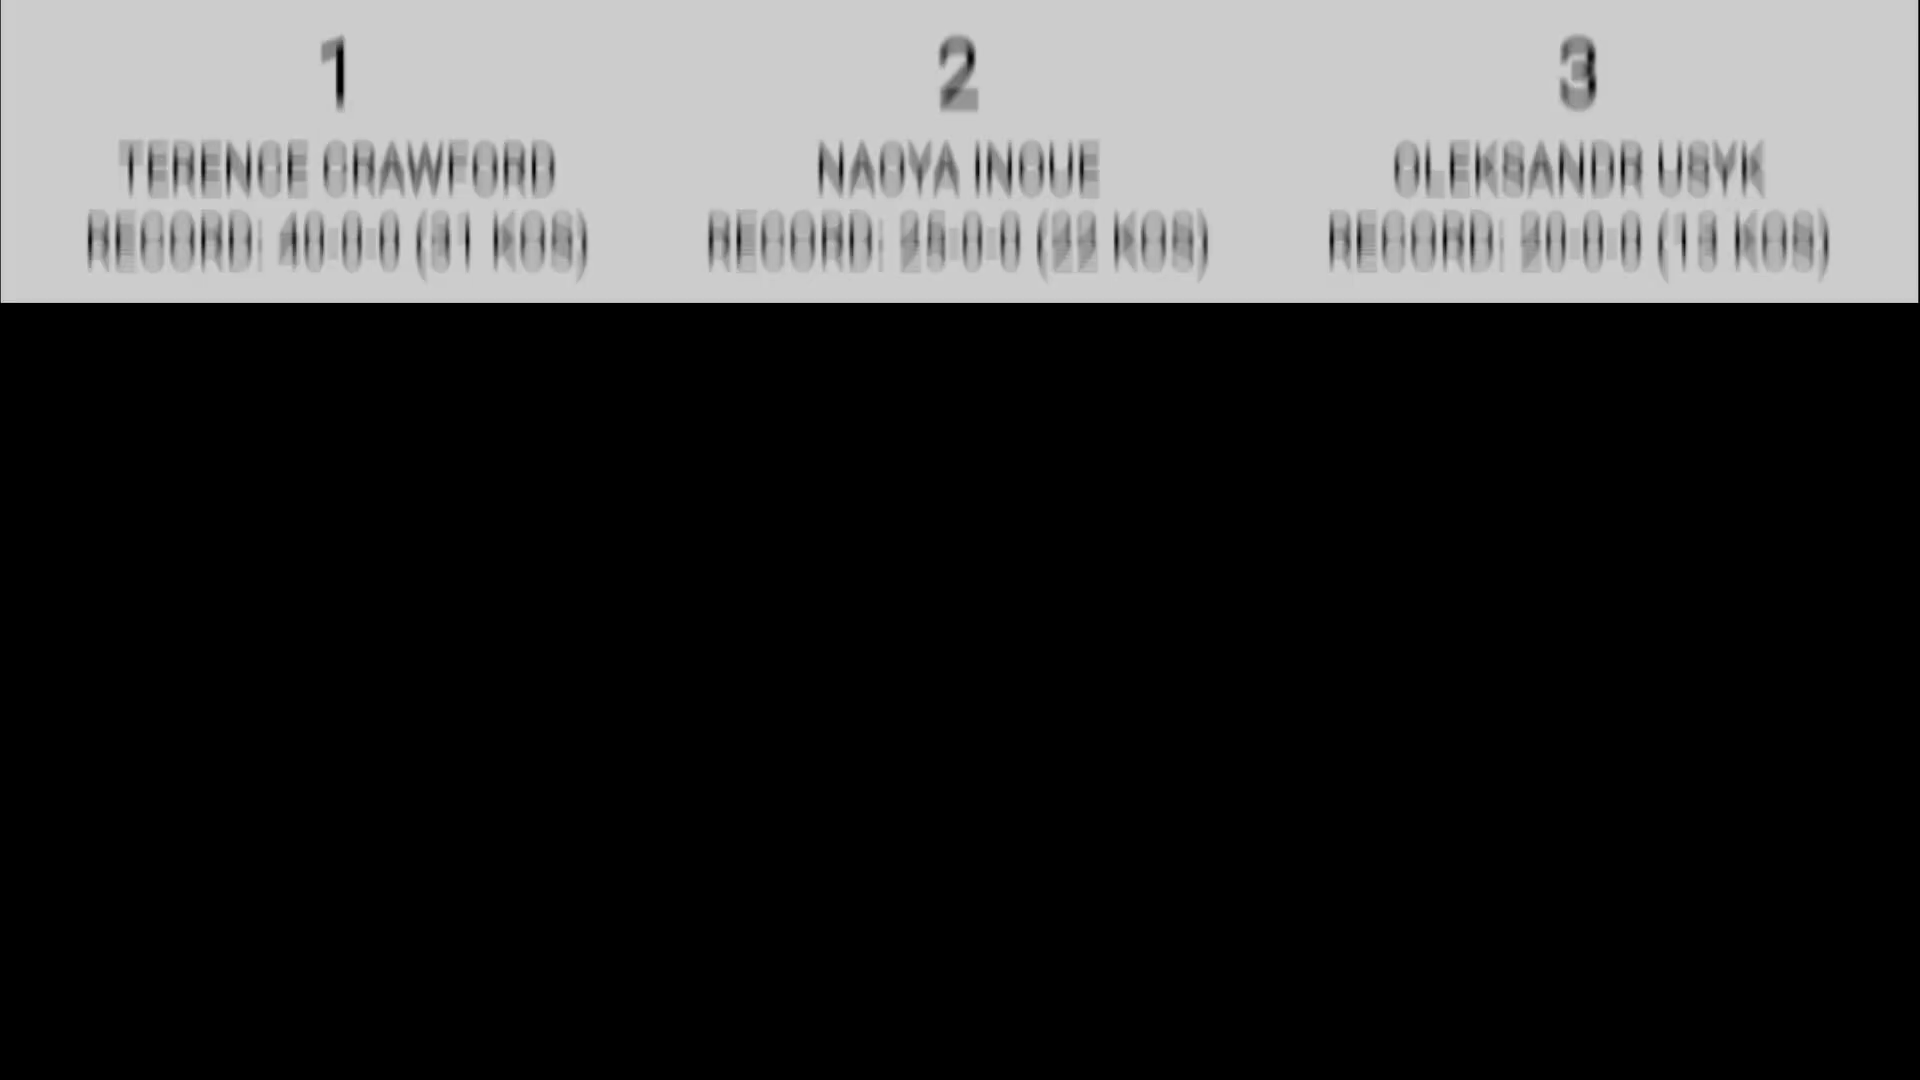 1
TERENCE CRAWFORD
RECORD: 40-0-0 (31 KOS)
2
NAOYA INOUE
RECORD: 25-0-0 (22 KOS)
3
OLEKSANDR USYK
RECORD: 20-0-0 (13 KOS)